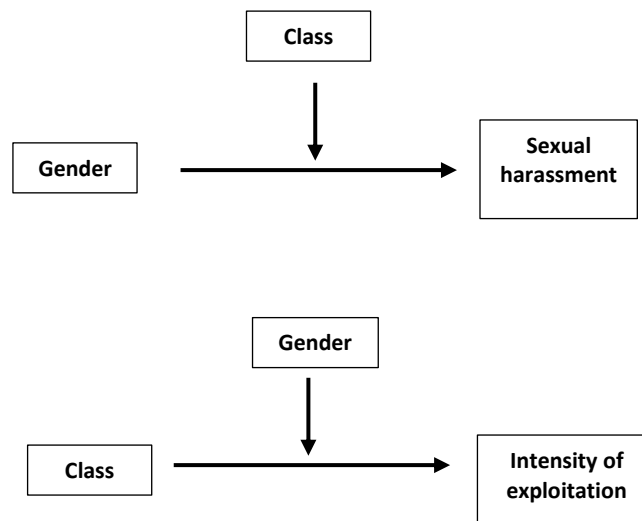 Class
Gender
Sexual
harassment
Gender
Class
Intensity of
exploitation